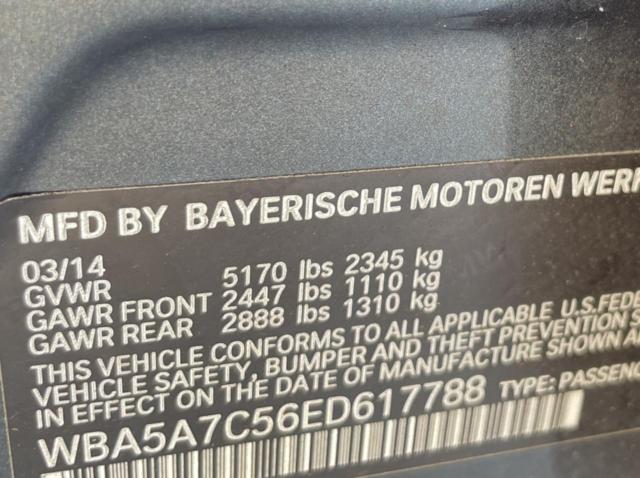 MFD BY BAYERISCHE MOTOREN WER
03/14
GVWR 5170 lbs 2345 kg
GAWR FRONT 2447 lbs 1110 kg
GAWR REAR 2888 lbs 1310 kg
THIS VEHICLE CONFORMS TO ALL APPLICABLE U.S. FED
VEHICLE SAFETY, BUMPER AND THEFT PREVENTION S
IN EFFECT ON THE DATE OF MANUFACTURE SHOWN A
WBA5A7C56ED617788 TYPE: PASSEN